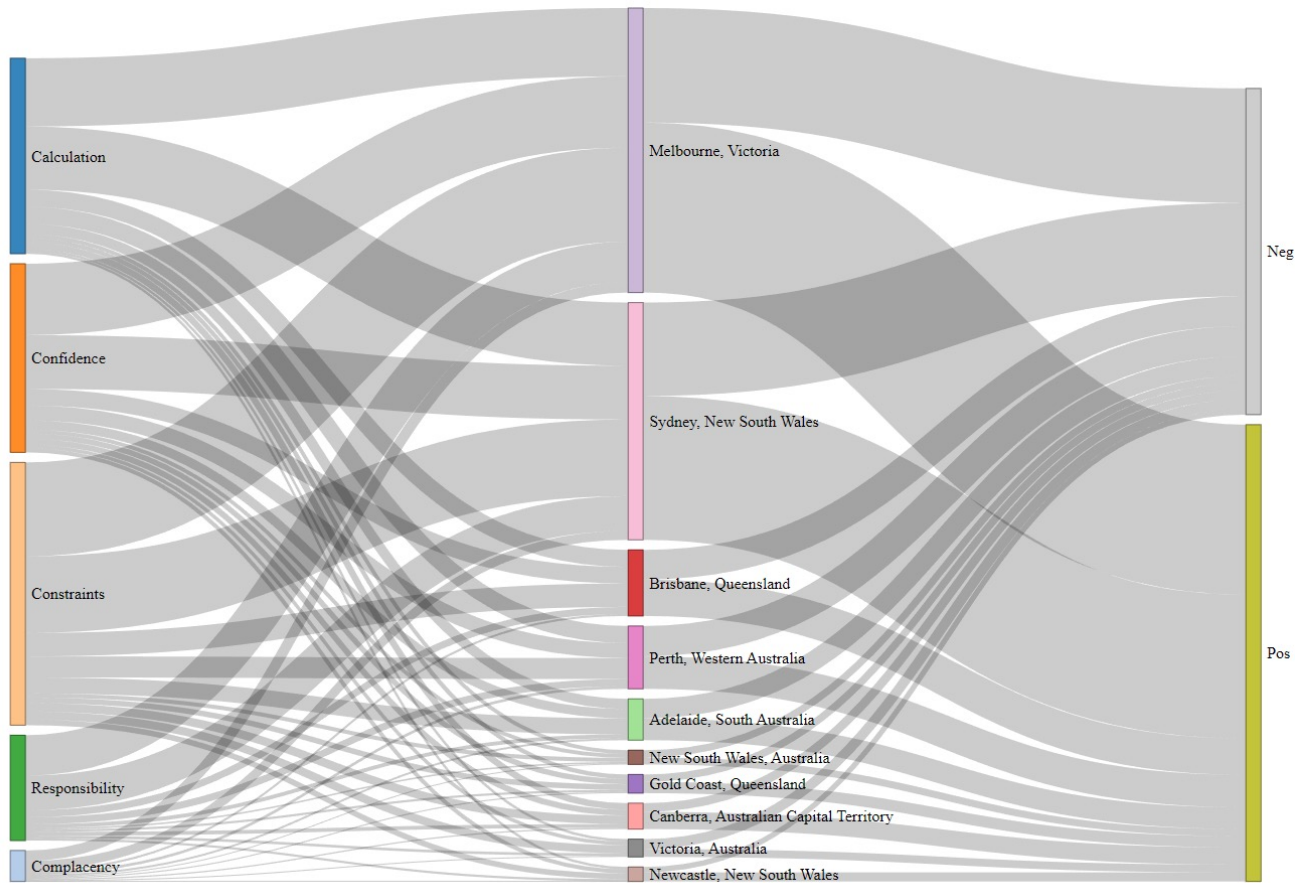 Calculation
Confidence
Constraints
Responsibility
Complacency
Melbourne, Victoria
Sydney, New South Wales
Brisbane, Queensland
Perth, Western Australia
Adelaide, South Australia
New South Wales, Australia
Gold Coast, Queensland
Canberra, Australian Capital Territory
Victoria, Australia
Newcastle, New South Wales
Neg
Pos